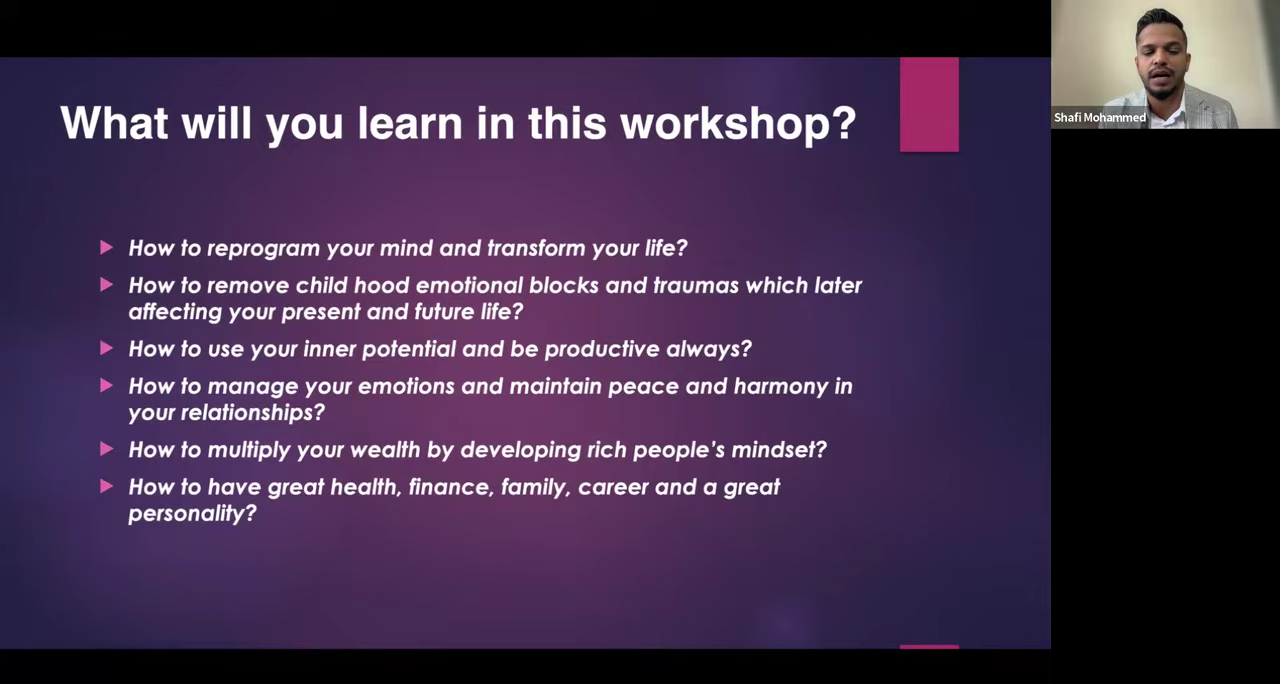 What will you learn in this workshop?
How to reprogram your mind and transform your life?
How to remove child hood emotional blocks and traumas which later
affecting your present and future life?
How to use your inner potential and be productive always?
How to manage your emotions and maintain peace and harmony in
your relationships?
How to multiply your wealth by developing rich people’s mindset?
How to have great health, finance, family, career and a great
personality?
Shafi Mohammed